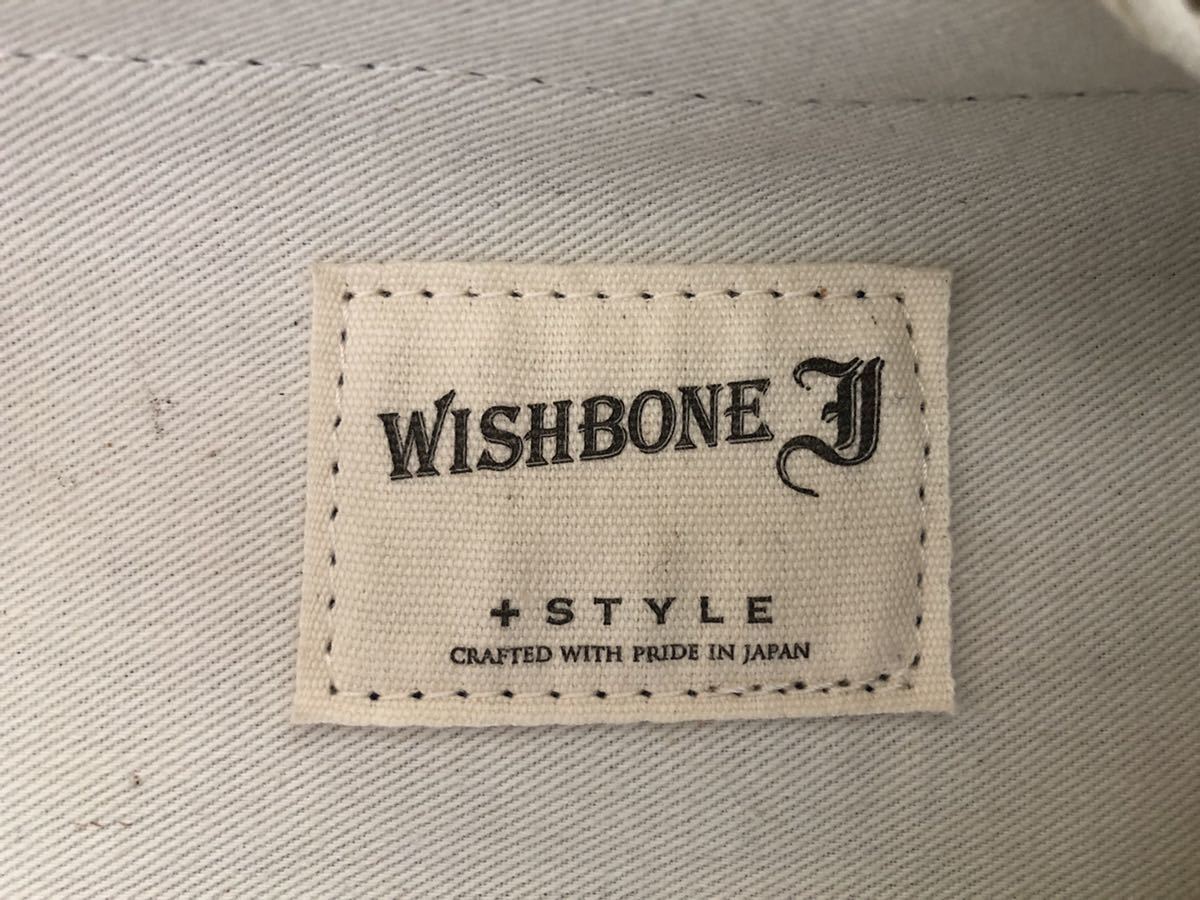 WISHBONE J
+STYLE
CRAFTED WITH PRIDE IN JAPAN